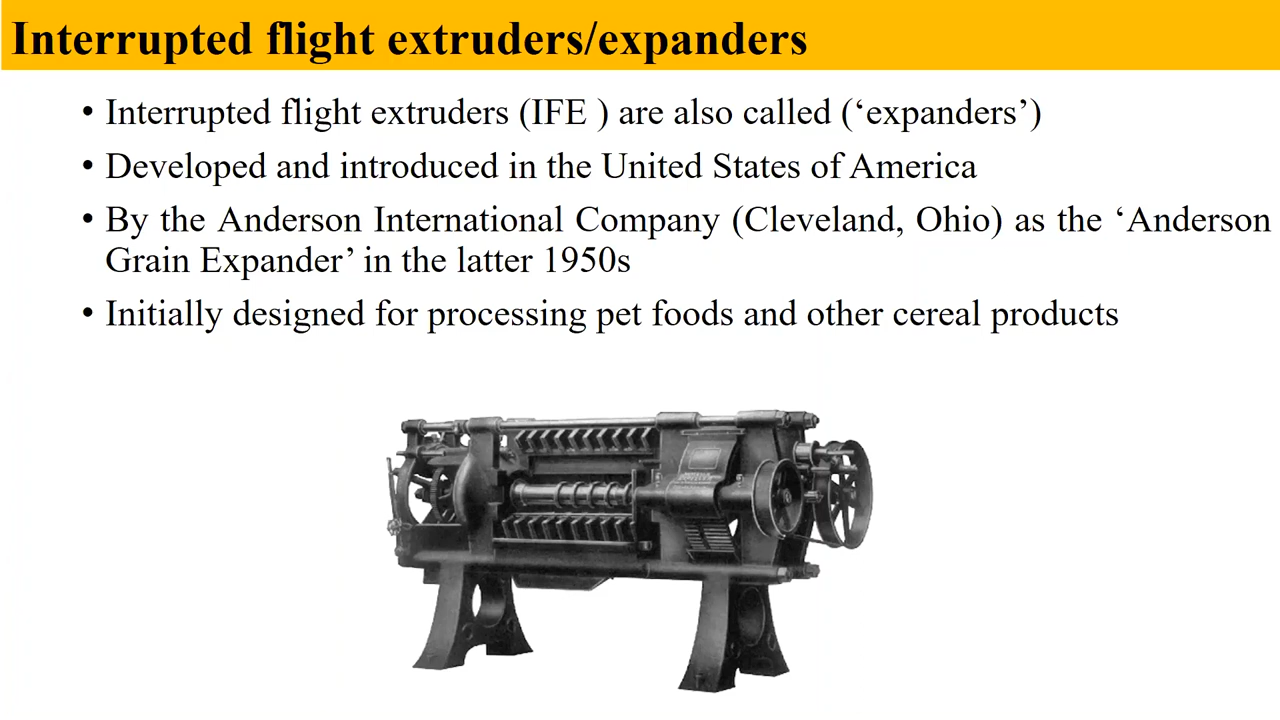 Interrupted flight extruders/expanders
• Interrupted flight extruders (IFE ) are also called (‘expanders’)
• Developed and introduced in the United States of America
• By the Anderson International Company (Cleveland, Ohio) as the ‘Anderson
Grain Expander’ in the latter 1950s
• Initially designed for processing pet foods and other cereal products